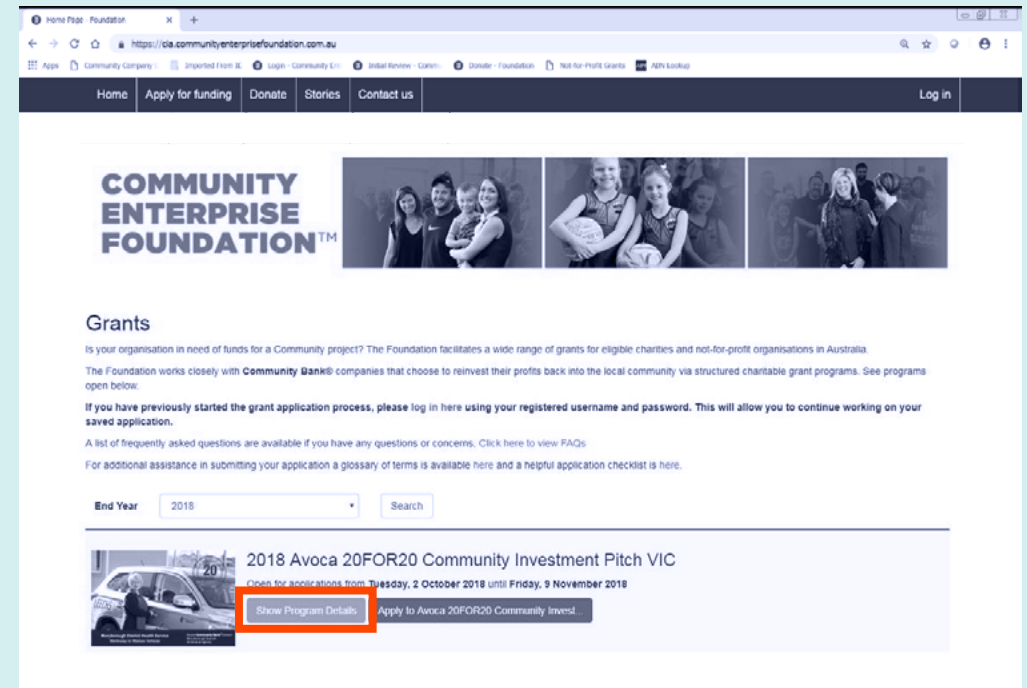 Home Page - Foundation
https://cia.communityenterprisefoundation.com.au
Apps Community Company Imported From IE Login - Community Ent Initial Review - Comm Donate - Foundation Not-for-Profit Grants ABN Lookup
Home Apply for funding Donate Stories Contact us Log in
COMMUNITY
ENTERPRISE
FOUNDATION™
Grants
Is your organisation in need of funds for a Community project? The Foundation facilitates a wide range of grants for eligible charities and not-for-profit organisations in Australia.
The Foundation works closely with Community Bank® companies that choose to reinvest their profits back into the local community via structured charitable grant programs. See programs
open below.
If you have previously started the grant application process, please log in here using your registered username and password. This will allow you to continue working on your
saved application.
A list of frequently asked questions are available if you have any questions or concerns. Click here to view FAQs
For additional assistance in submitting your application a glossary of terms is available here and a helpful application checklist is here.
End Year 2018 Search
2018 Avoca 20FOR20 Community Investment Pitch VIC
Open for applications from Tuesday, 2 October 2018 until Friday, 9 November 2018
Show Program Details Apply to Avoca 20FOR20 Community Invest...
20
Maryborough District Health Service